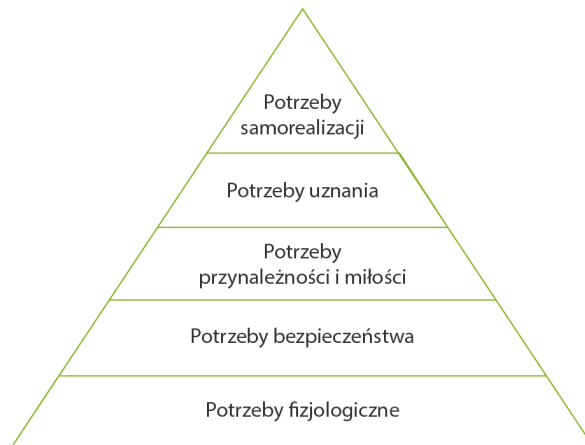 Potrzeby
samorealizacji
Potrzeby uznania
Potrzeby
przynależności i miłości
Potrzeby bezpieczeństwa
Potrzeby fizjologiczne